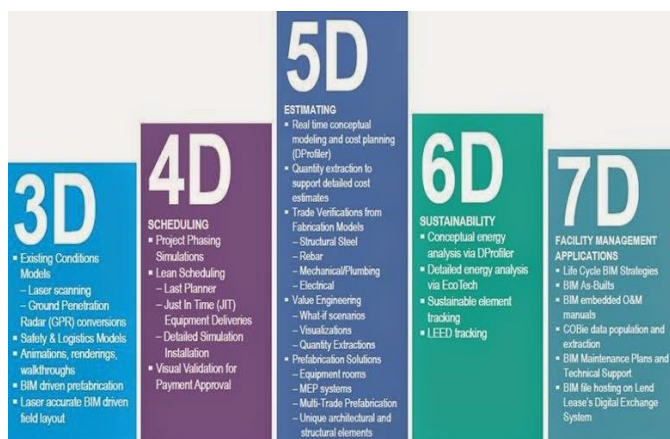 3D
▪ Existing Conditions
Models
– Laser scanning
– Ground Penetration
Radar (GPR) conversions
▪ Safety & Logistics Models
▪ Animations, renderings,
walkthroughs
▪ BIM driven prefabrication
▪ Laser accurate BIM driven
field layout
4D
SCHEDULING
▪ Project Phasing
Simulations
▪ Lean Scheduling
– Last Planner
– Just In Time (JIT)
Equipment Deliveries
– Detailed Simulation
Installation
▪ Visual Validation for
Payment Approval
5D
ESTIMATING
▪ Real time conceptual
modeling and cost planning
(DProfiler)
▪ Quantity extraction to
support detailed cost
estimates
▪ Trade Verifications from
Fabrication Models
– Structural Steel
– Rebar
– Mechanical/Plumbing
– Electrical
▪ Value Engineering
– What-if scenarios
– Visualizations
– Quantity Extractions
▪ Prefabrication Solutions
– Equipment rooms
– MEP systems
– Multi-Trade Prefabrication
– Unique architectural and
structural elements
6D
SUSTAINABILITY
▪ Conceptual energy
analysis via DProfiler
▪ Detailed energy analysis
via EcoTech
▪ Sustainable element
tracking
▪ LEED tracking
7D
FACILITY MANAGEMENT
APPLICATIONS
▪ Life Cycle BIM Strategies
▪ BIM As-Builts
▪ BIM embedded O&M
manuals
▪ COBie data population and
extraction
▪ BIM Maintenance Plans and
Technical Support
▪ BIM file hosting on Lend
Lease's Digital Exchange
System